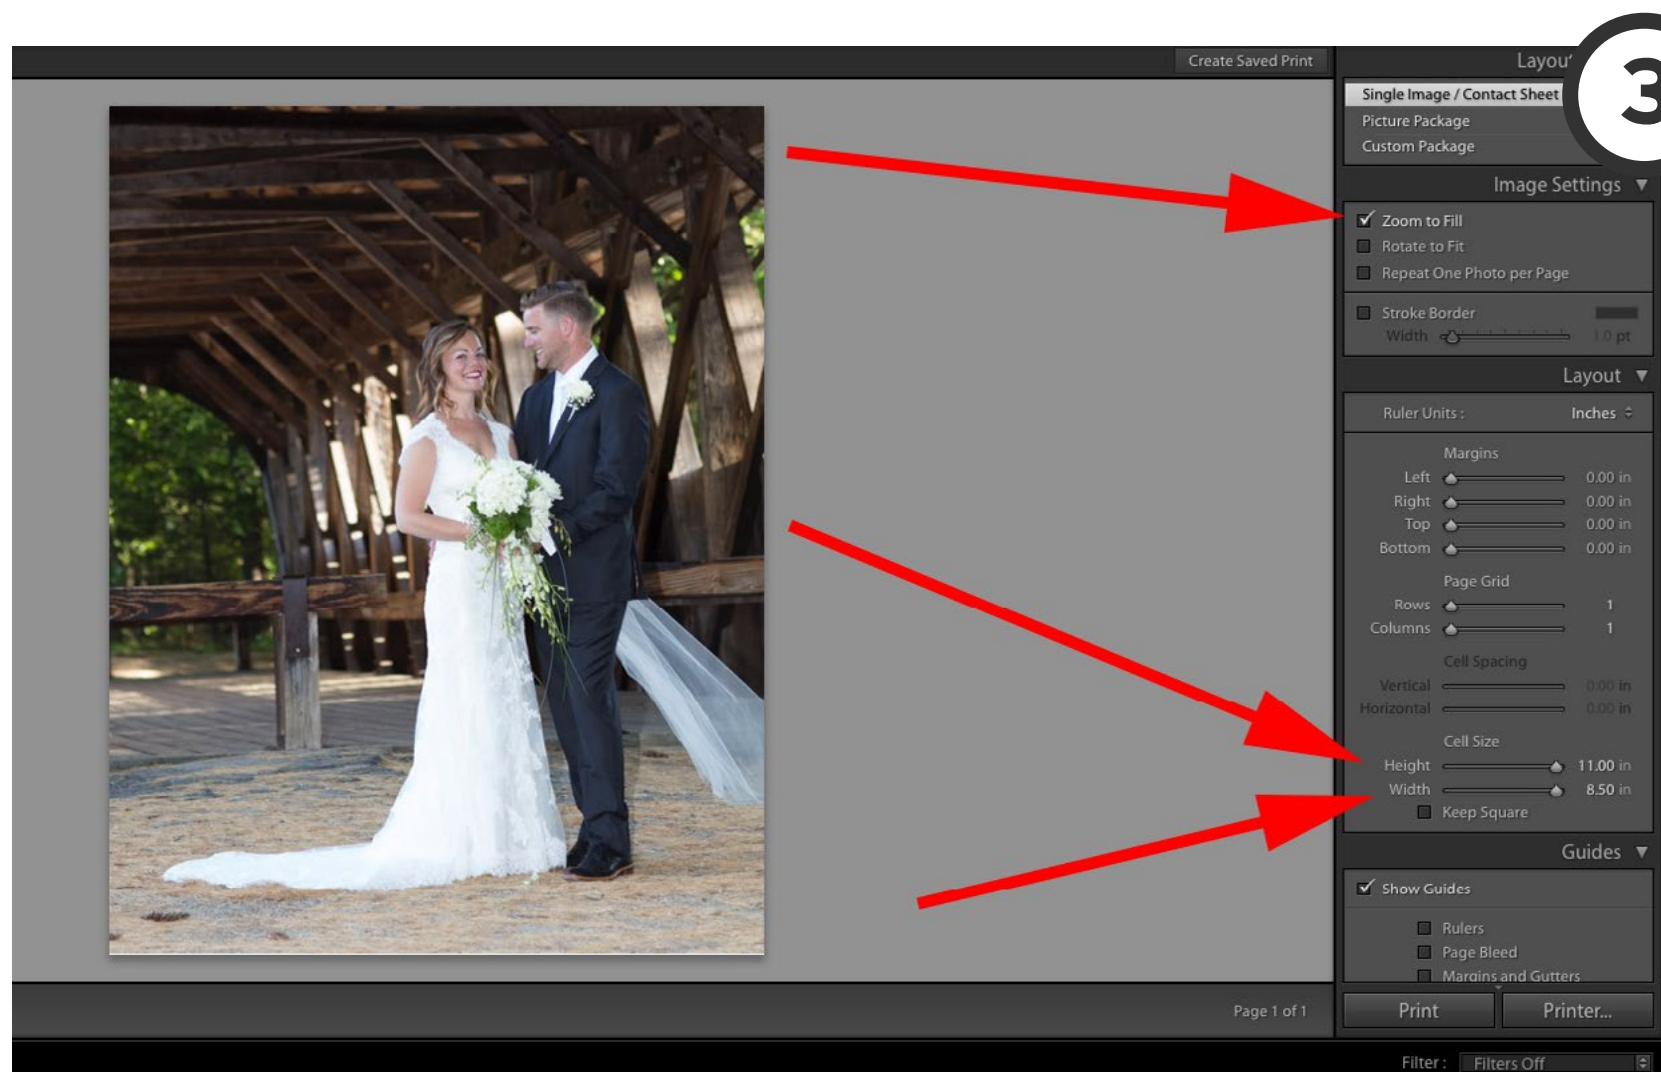 Create Saved Print
Layou
3
Single Image / Contact Sheet
Picture Package
Custom Package
Image Settings ▼
Zoom to Fill
Rotate to Fit
Repeat One Photo per Page
Stroke Border
Width 1.0 pt
Layout ▼
Ruler Units : Inches
Margins
Left 0.00 in
Right 0.00 in
Top 0.00 in
Bottom 0.00 in
Page Grid
Rows 1
Columns 1
Cell Spacing
Vertical 0.00 in
Horizontal 0.00 in
Cell Size
Height 11.00 in
Width 8.50 in
Keep Square
Guides ▼
Show Guides
Rulers
Page Bleed
Margins and Gutters
Page 1 of 1
Print Printer...
Filter : Filters Off